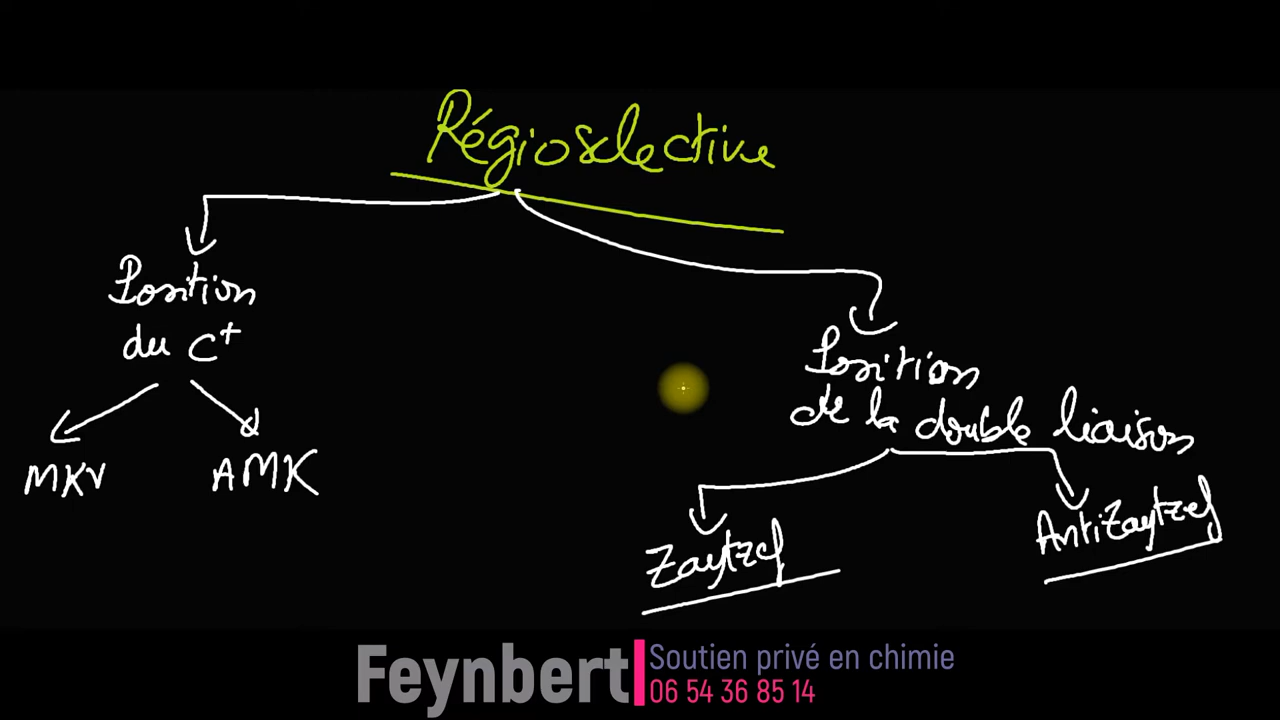 Régioselective
Position
du C+
MKV
AMK
Position
de la double liaison
Zaytzef
AntiZaytzef
Feynbert
Soutien privé en chimie
06 54 36 85 14